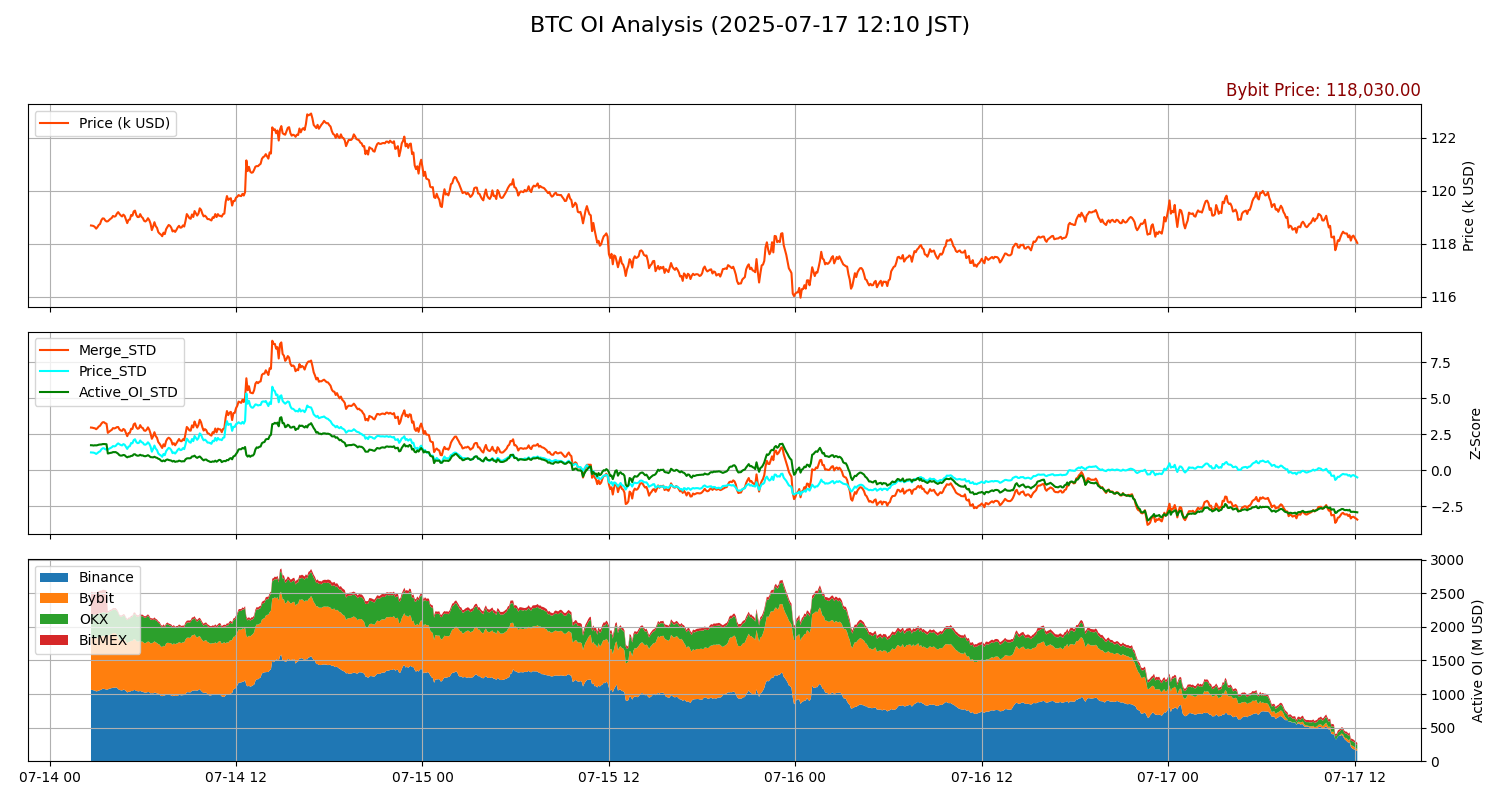 BTC OI Analysis (2025-07-17 12:10 JST)
Bybit Price: 118,030.00
Price (k USD)
122
120
118
116
Price (k USD)
Merge_STD
Price_STD
Active_OI_STD
7.5
5.0
2.5
0.0
−2.5
Z-Score
Binance
Bybit
OKX
BitMEX
3000
2500
2000
1500
1000
500
0
Active OI (M USD)
07-14 00
07-14 12
07-15 00
07-15 12
07-16 00
07-16 12
07-17 00
07-17 12